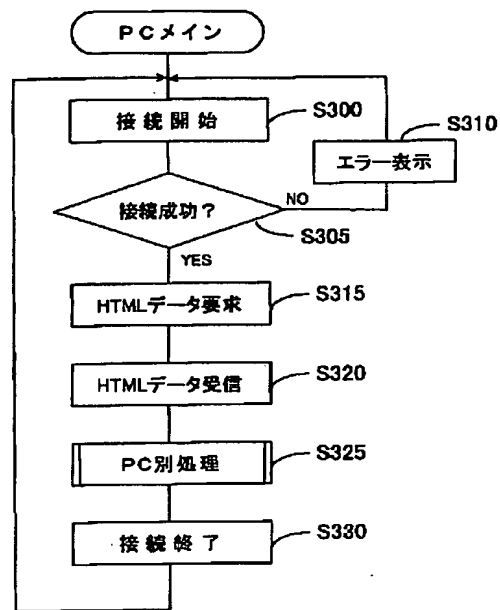 PCメイン
接続開始
S300
S310
エラー表示
接続成功?
NO
S305
YES
HTMLデータ要求
S315
HTMLデータ受信
S320
PC別処理
S325
接続終了
S330